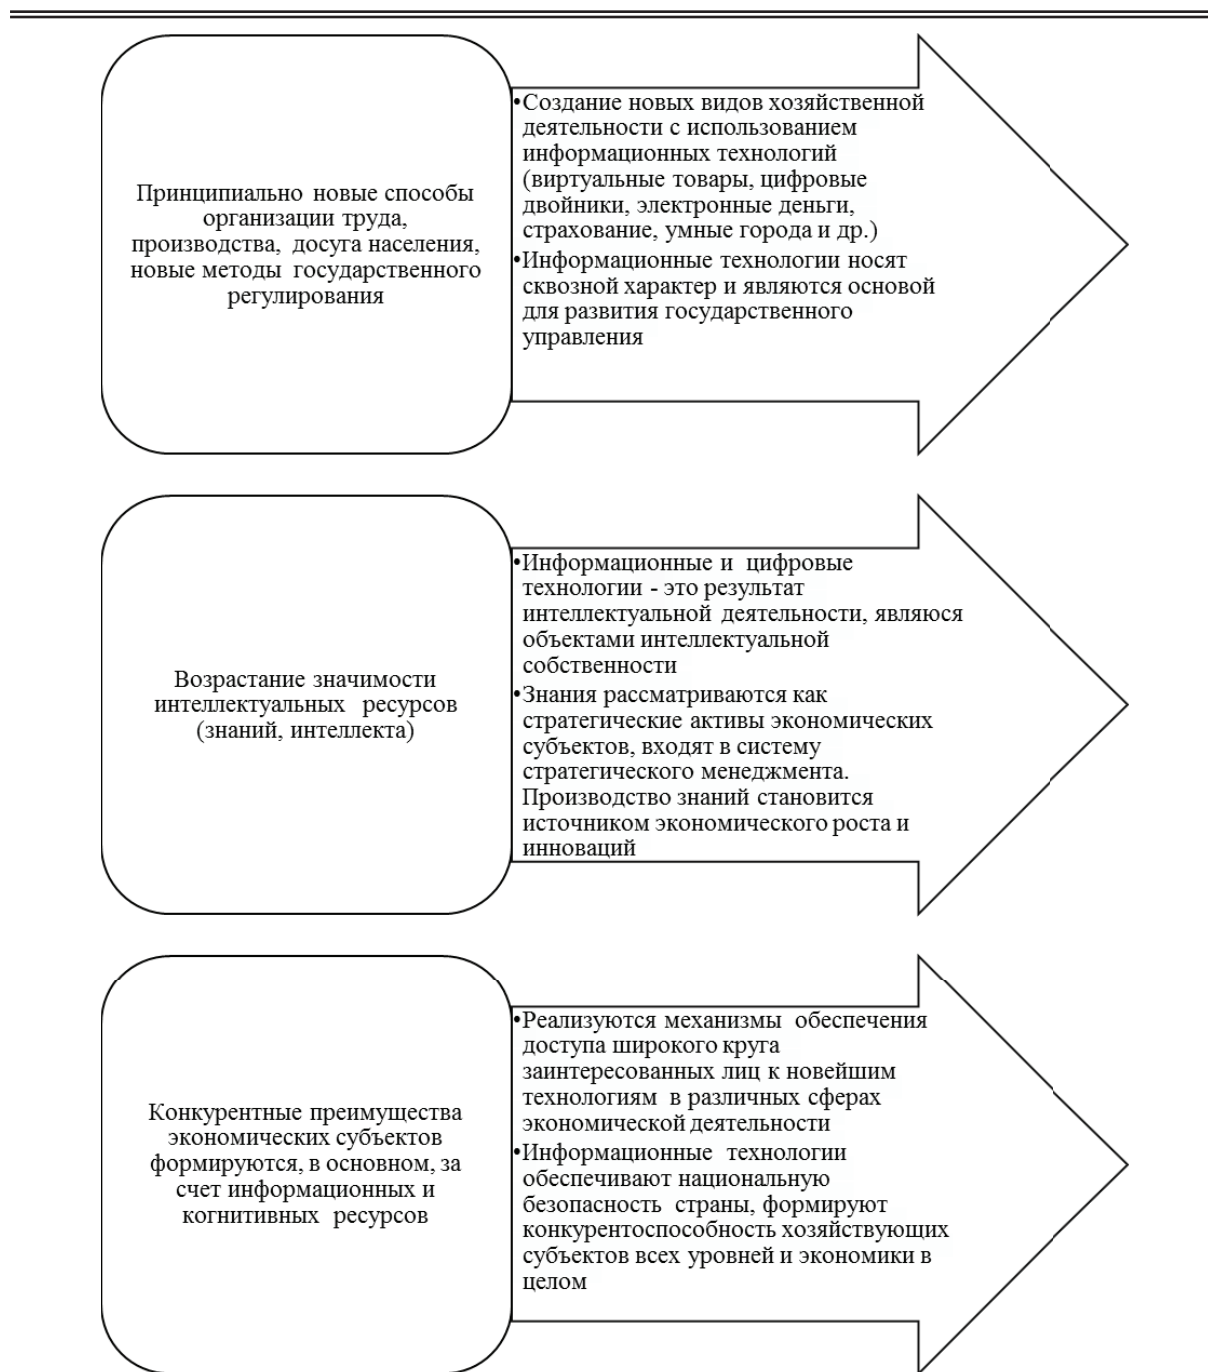 Принципиально новые способы
организации труда,
производства, досуга населения,
новые методы государственного
регулирования
•Создание новых видов хозяйственной
деятельности с использованием
информационных технологий
(виртуальные товары, цифровые
двойники, электронные деньги,
страхование, умные города и др.)
•Информационные технологии носят
сквозной характер и являются основой
для развития государственного
управления
Возрастание значимости
интеллектуальных ресурсов
(знаний, интеллекта)
•Информационные и цифровые
технологии - это результат
интеллектуальной деятельности, являюся
объектами интеллектуальной
собственности
•Знания рассматриваются как
стратегические активы экономических
субъектов, входят в систему
стратегического менеджмента.
Производство знаний становится
источником экономического роста и
инноваций
Конкурентные преимущества
экономических субъектов
формируются, в основном, за
счет информационных и
когнитивных ресурсов
•Реализуются механизмы обеспечения
доступа широкого круга
заинтересованных лиц к новейшим
технологиям в различных сферах
экономической деятельности
•Информационные технологии
обеспечивают национальную
безопасность страны, формируют
конкурентоспособность хозяйствующих
субъектов всех уровней и экономики в
целом